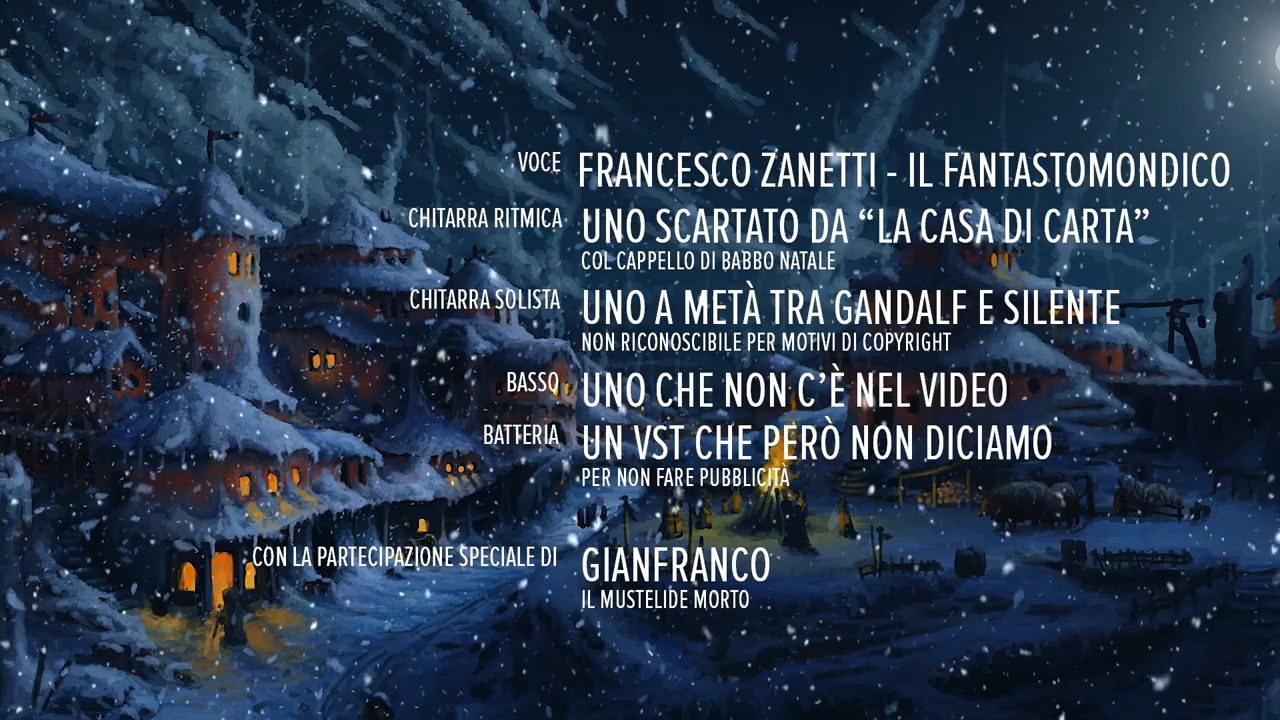 VOCE FRANCESCO ZANETTI - IL FANTASTOMONDICO
CHITARRA RITMICA UNO SCARTATO DA “LA CASA DI CARTA”
COL CAPPELLO DI BABBO NATALE
CHITARRA SOLISTA UNO A METÀ TRA GANDALF E SILENTE
NON RICONOSCIBILE PER MOTIVI DI COPYRIGHT
BASSO UNO CHE NON C’È NEL VIDEO
BATTERIA UN VST CHE PERÒ NON DICIAMO
PER NON FARE PUBBLICITÀ
CON LA PARTECIPAZIONE SPECIALE DI GIANFRANCO
IL MUSTELIDE MORTO